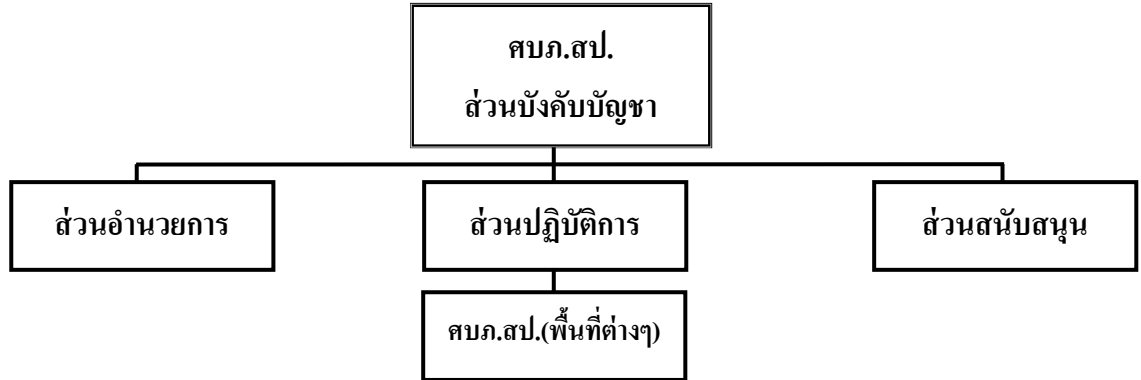 ศบภ.สป.
ส่วนบังคับบัญชา
ส่วนอำนวยการ
ส่วนปฏิบัติการ
ส่วนสนับสนุน
ศบภ.สป.(พื้นที่ต่างๆ)